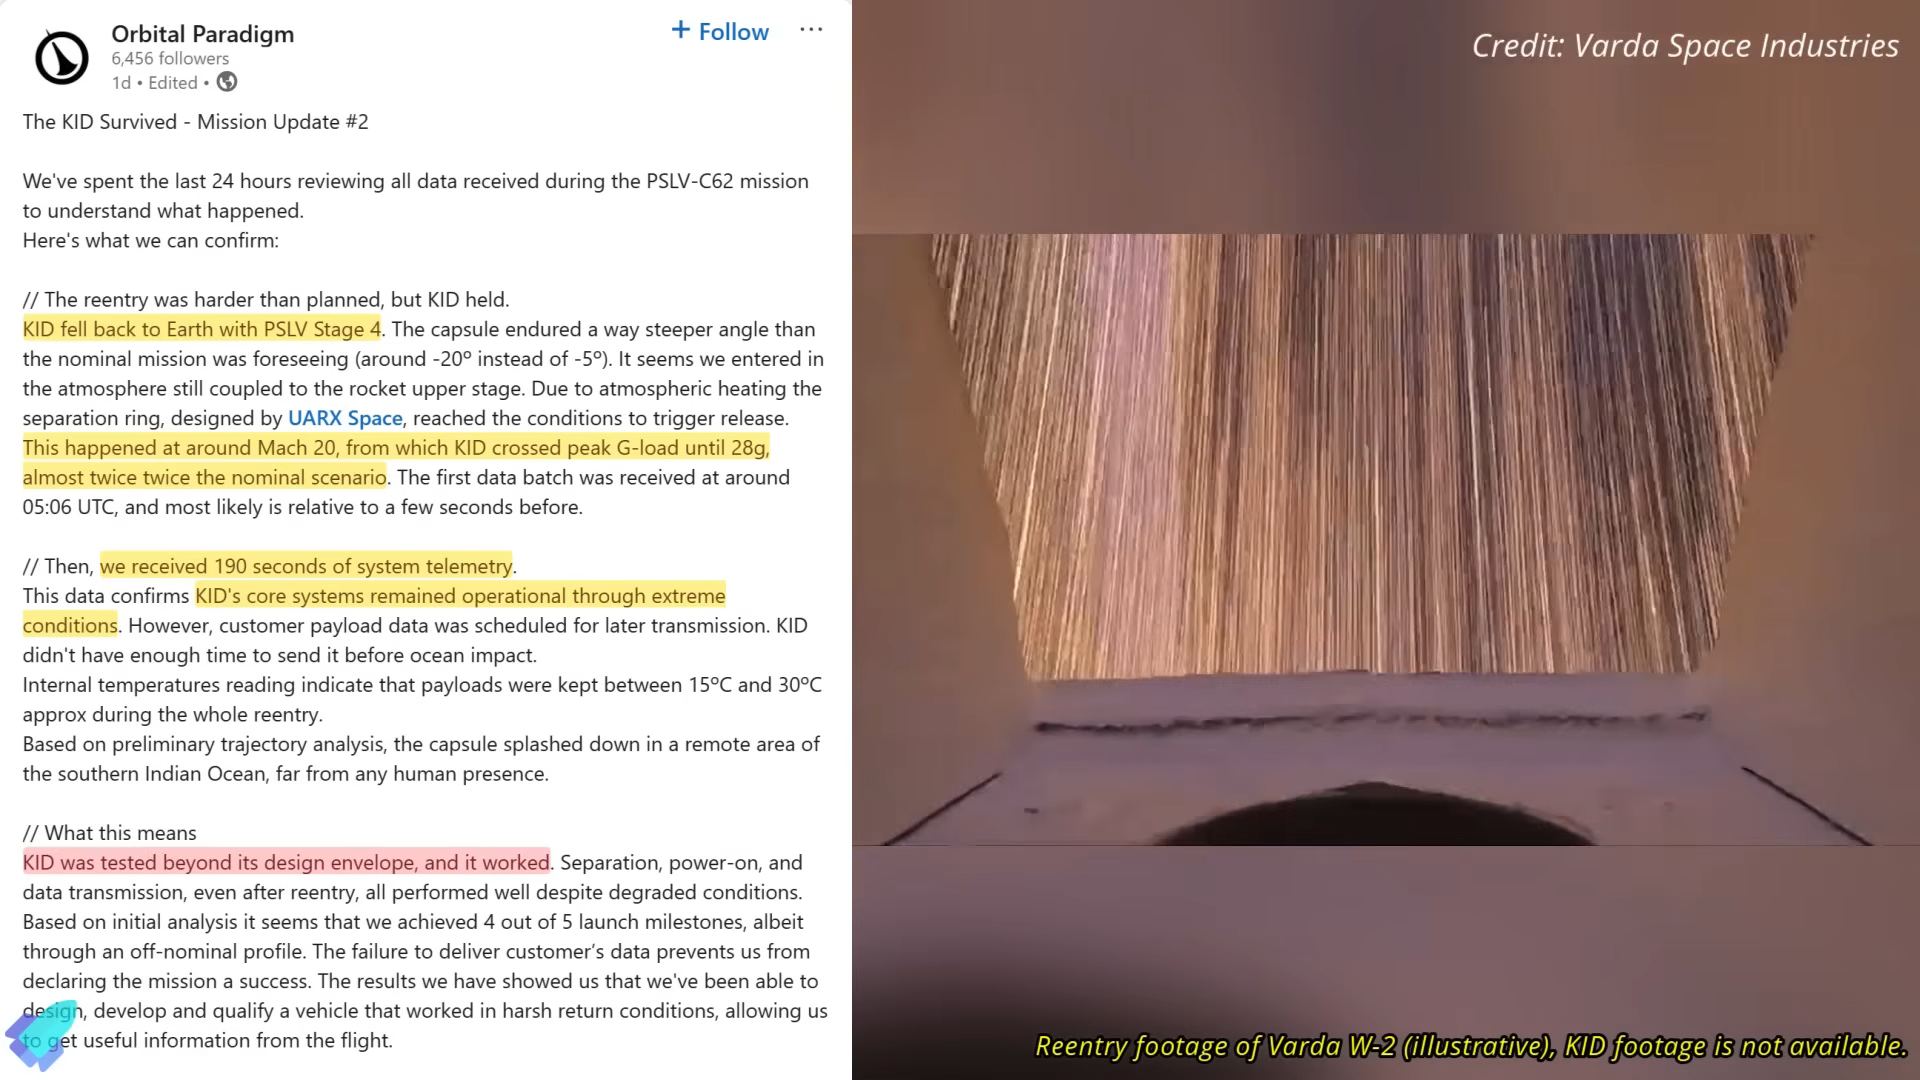 Orbital Paradigm
+ Follow
6,456 followers
1d • Edited •
The KID Survived - Mission Update #2
We've spent the last 24 hours reviewing all data received during the PSLV-C62 mission
to understand what happened.
Here's what we can confirm:
// The reentry was harder than planned, but KID held.
KID fell back to Earth with PSLV Stage 4. The capsule endured a way steeper angle than
the nominal mission was foreseeing (around -20º instead of -5º). It seems we entered in
the atmosphere still coupled to the rocket upper stage. Due to atmospheric heating the
separation ring, designed by UARX Space, reached the conditions to trigger release.
This happened at around Mach 20, from which KID crossed peak G-load until 28g,
almost twice twice the nominal scenario. The first data batch was received at around
05:06 UTC, and most likely is relative to a few seconds before.
// Then, we received 190 seconds of system telemetry.
This data confirms KID's core systems remained operational through extreme
conditions. However, customer payload data was scheduled for later transmission. KID
didn't have enough time to send it before ocean impact.
Internal temperatures reading indicate that payloads were kept between 15ºC and 30ºC
approx during the whole reentry.
Based on preliminary trajectory analysis, the capsule splashed down in a remote area of
the southern Indian Ocean, far from any human presence.
// What this means
KID was tested beyond its design envelope, and it worked. Separation, power-on, and
data transmission, even after reentry, all performed well despite degraded conditions.
Based on initial analysis it seems that we achieved 4 out of 5 launch milestones, albeit
through an off-nominal profile. The failure to deliver customer’s data prevents us from
declaring the mission a success. The results we have showed us that we've been able to
design, develop and qualify a vehicle that worked in harsh return conditions, allowing us
to get useful information from the flight.
Credit: Varda Space Industries
Reentry footage of Varda W-2 (illustrative), KID footage is not available.